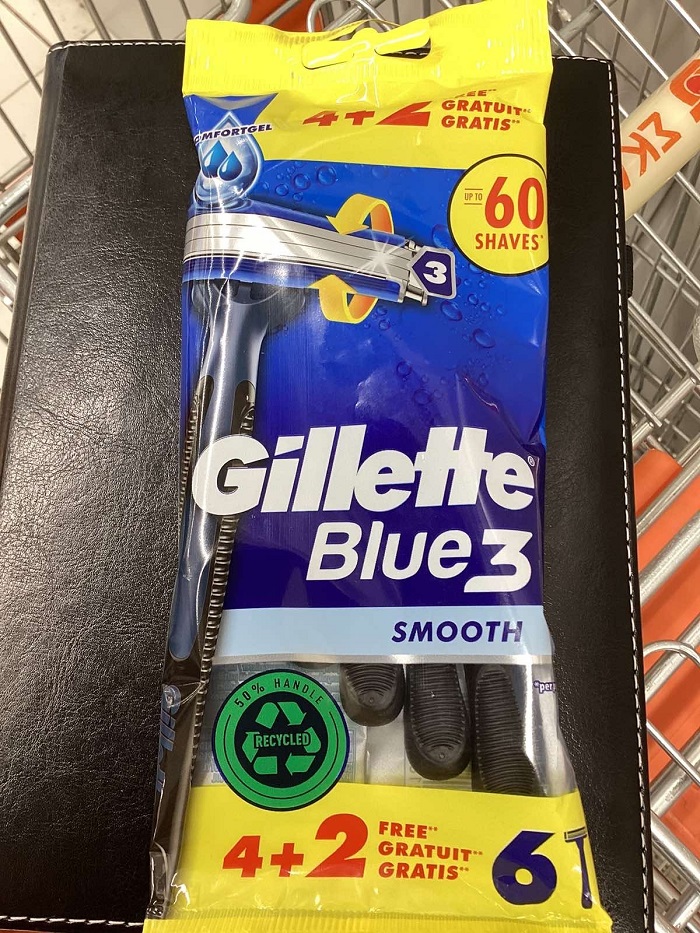 4+2
GRATUIT
GRATIS**
COMFORTGEL
UP TO 60
SHAVES*
3
Gillette®
Blue3
SMOOTH
50% HANDLE
RECYCLED
4+2
FREE**
GRATUIT**
GRATIS**
6